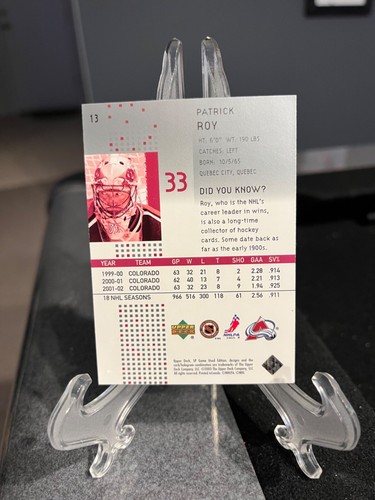 13
PATRICK
ROY
HT: 6'0" WT: 190 LBS
CATCHES: LEFT
BORN: 10/5/65
QUEBEC CITY, QUEBEC
33
DID YOU KNOW?
Roy, who is the NHL's
career leader in wins,
is also a long-time
collector of hockey
cards. Some date back as
far as the early 1900s.
YEAR TEAM GP W L T SHO GAA SV%
1999-00 COLORADO 63 32 21 8 2 2.28 .914
2000-01 COLORADO 62 40 13 7 4 2.21 .913
2001-02 COLORADO 63 32 23 8 9 1.94 .925
18 NHL SEASONS 966 516 300 118 61 2.56 .911
UPPER DECK
NHLPA